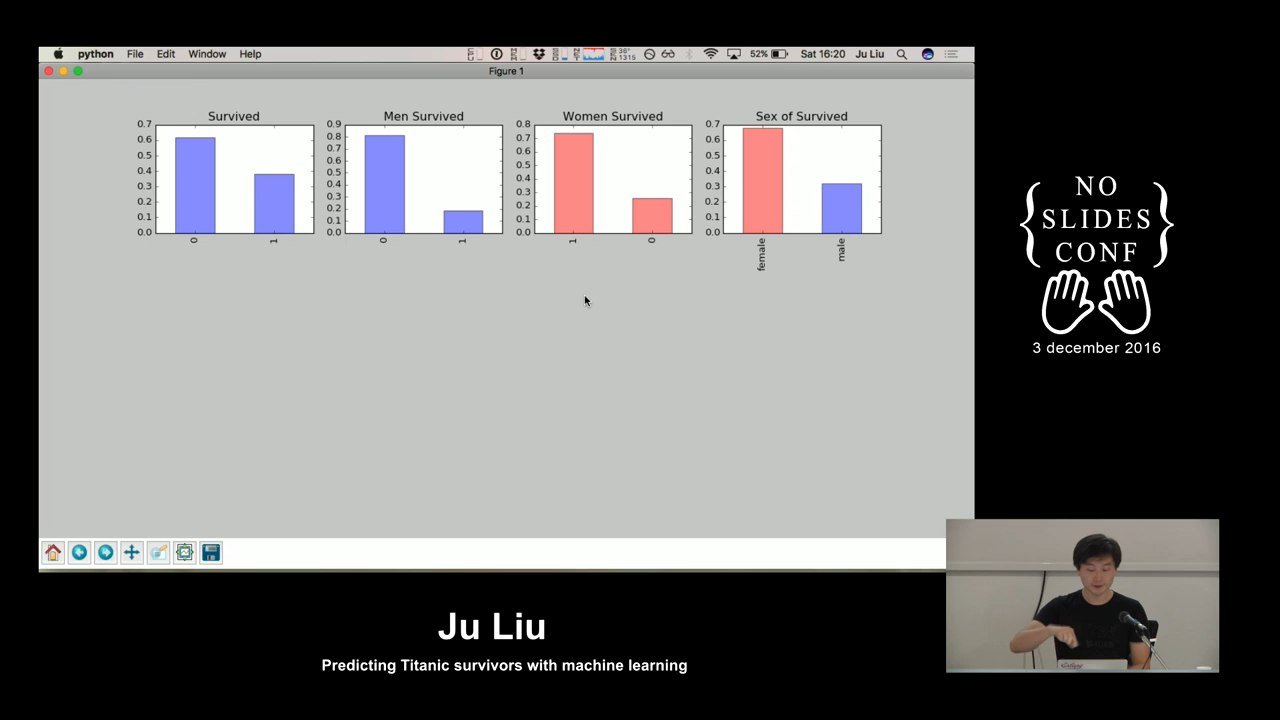 python File Edit Window Help
52% Sat 16:20 Ju Liu
Figure 1
Survived
0.7
0.6
0.5
0.4
0.3
0.2
0.1
0.0
0
1
Men Survived
0.9
0.8
0.7
0.6
0.5
0.4
0.3
0.2
0.1
0.0
0
1
Women Survived
0.8
0.7
0.6
0.5
0.4
0.3
0.2
0.1
0.0
1
0
Sex of Survived
0.7
0.6
0.5
0.4
0.3
0.2
0.1
0.0
female
male
NO
SLIDES
CONF
3 december 2016
Ju Liu
Predicting Titanic survivors with machine learning